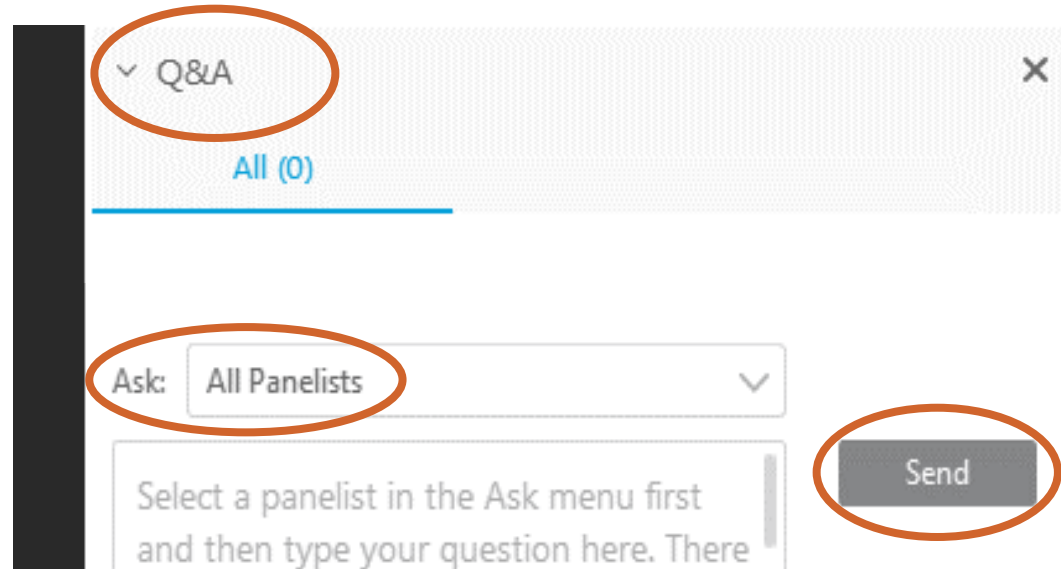 Q&A
All (0)
Ask: All Panelists
Send
Select a panelist in the Ask menu first
and then type your question here. There